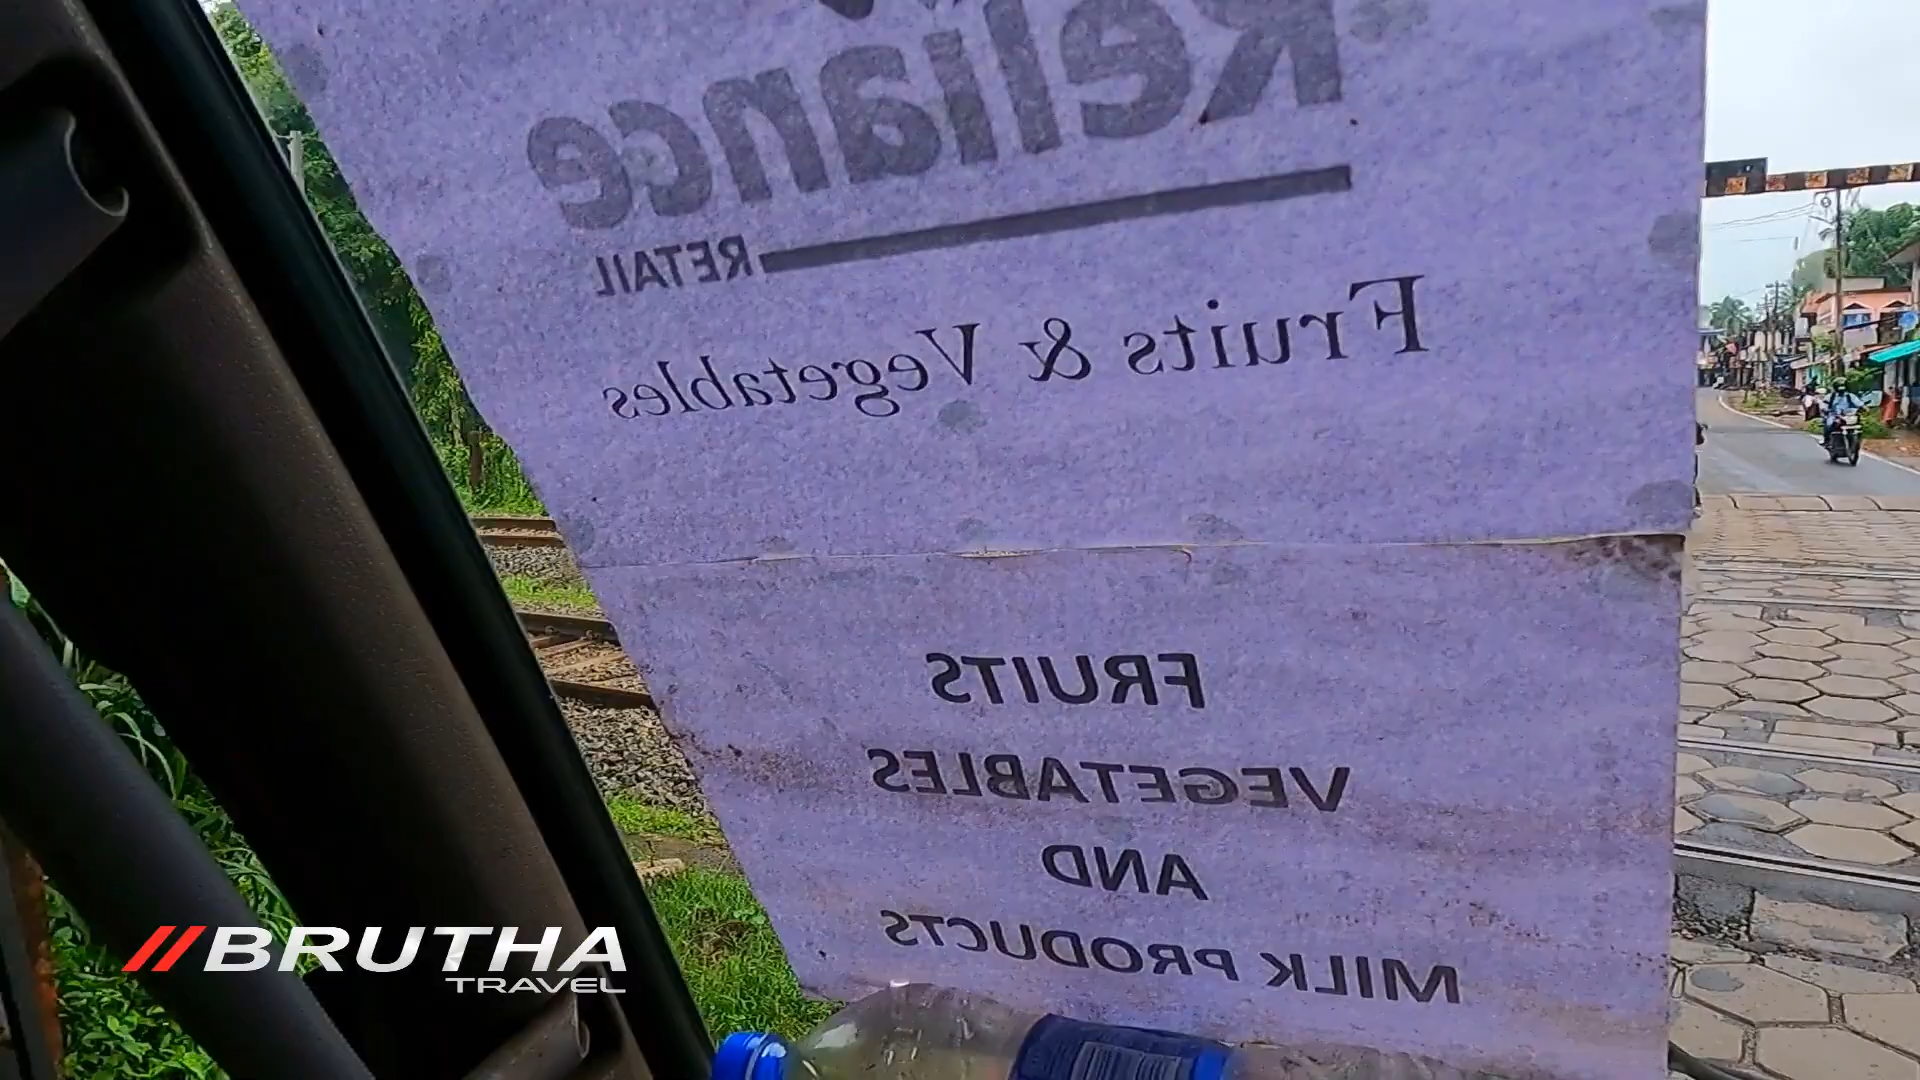 Reliance
RETAIL
Fruits & Vegetables
FRUITS
VEGETABLES
AND
MILK PRODUCTS
//BRUTHA
TRAVEL